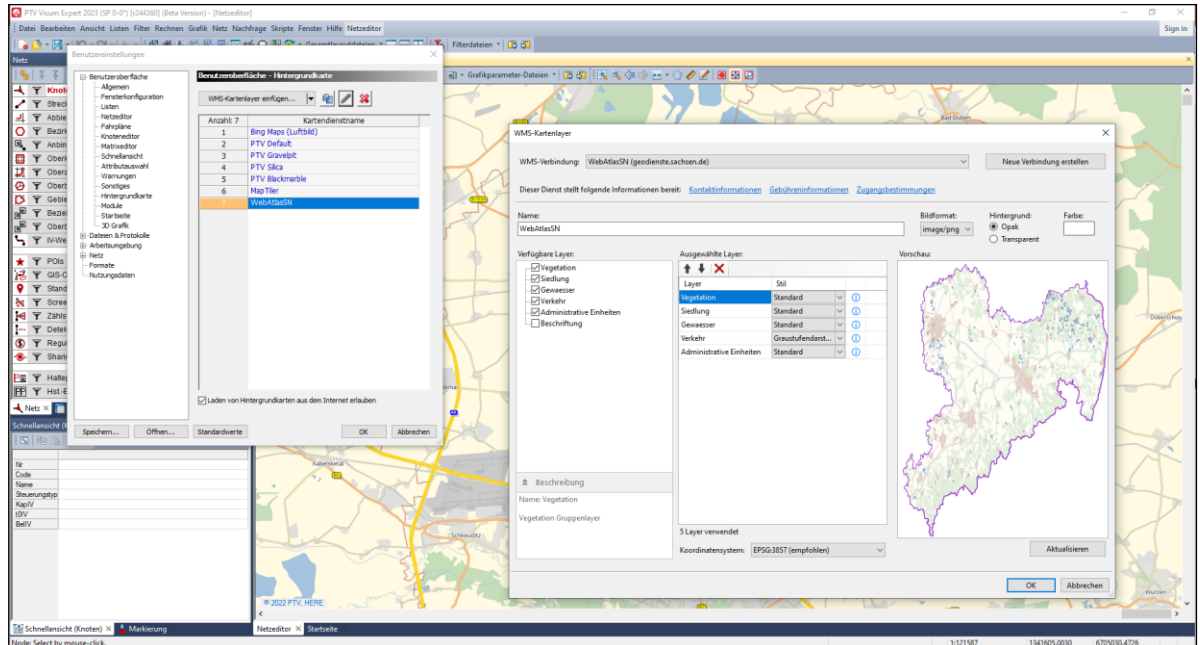 PTV Visum Expert 2023 (SP 0-0*) [r244360] (Beta Version) - [Netzeditor]
Datei Bearbeiten Ansicht Listen Filter Rechnen Grafik Netz Nachfrage Skripte Fenster Hilfe Netzeditor
Sign in
Filterdateien
Netz
Grafikparameter-Dateien
Benutzereinstellungen
Benutzeroberfläche
Allgemein
Fensterkonfiguration
Listen
Netzeditor
Fahrpläne
Knoteneditor
Matrixeditor
Schnellansicht
Attributauswahl
Warnungen
Sonstiges
Hintergrundkarte
Module
Startseite
3D Grafik
Dateien & Protokolle
Arbeitsumgebung
Netz
Formate
Nutzungsdaten
Benutzeroberfläche - Hintergrundkarte
WMS-Kartenlayer einfügen...
Anzahl: 7 Kartendienstname
1 Bing Maps (Luftbild)
2 PTV Default
3 PTV Gravelpit
4 PTV Silica
5 PTV Blackmarble
6 MapTiler
7 WebAtlasSN
Laden von Hintergrundkarten aus dem Internet erlauben
Speichern... Öffnen... Standardwerte OK Abbrechen
Netz
Nr
Code
Name
Steuerungstyp
KapIV
t0IV
BelIV
WMS-Kartenlayer
WMS-Verbindung: WebAtlasSN (geodienste.sachsen.de) Neue Verbindung erstellen
Dieser Dienst stellt folgende Informationen bereit: Kontaktinformationen Gebühreninformationen Zugangsbestimmungen
Name: Bildformat: Hintergrund: Farbe:
WebAtlasSN image/png Opak
Transparent
Verfügbare Layer:
Vegetation
Siedlung
Gewaesser
Verkehr
Administrative Einheiten
Beschriftung
Beschreibung
Name: Vegetation
Vegetation Gruppenlayer
Ausgewählte Layer:
Layer Stil
Vegetation Standard
Siedlung Standard
Gewaesser Standard
Verkehr Graustufendarst...
Administrative Einheiten Standard
5 Layer verwendet
Koordinatensystem: EPSG:3857 (empfohlen)
Vorschau:
Aktualisieren
OK Abbrechen
Bad Düben
Kabelsketal
Schkeuditz
Wurzen
© 2022 PTV, HERE
Schnellansicht (Knoten) Markierung
Netzeditor Startseite
Node: Select by mouse-click.
1:121587 1341605.0030 6705030.4726